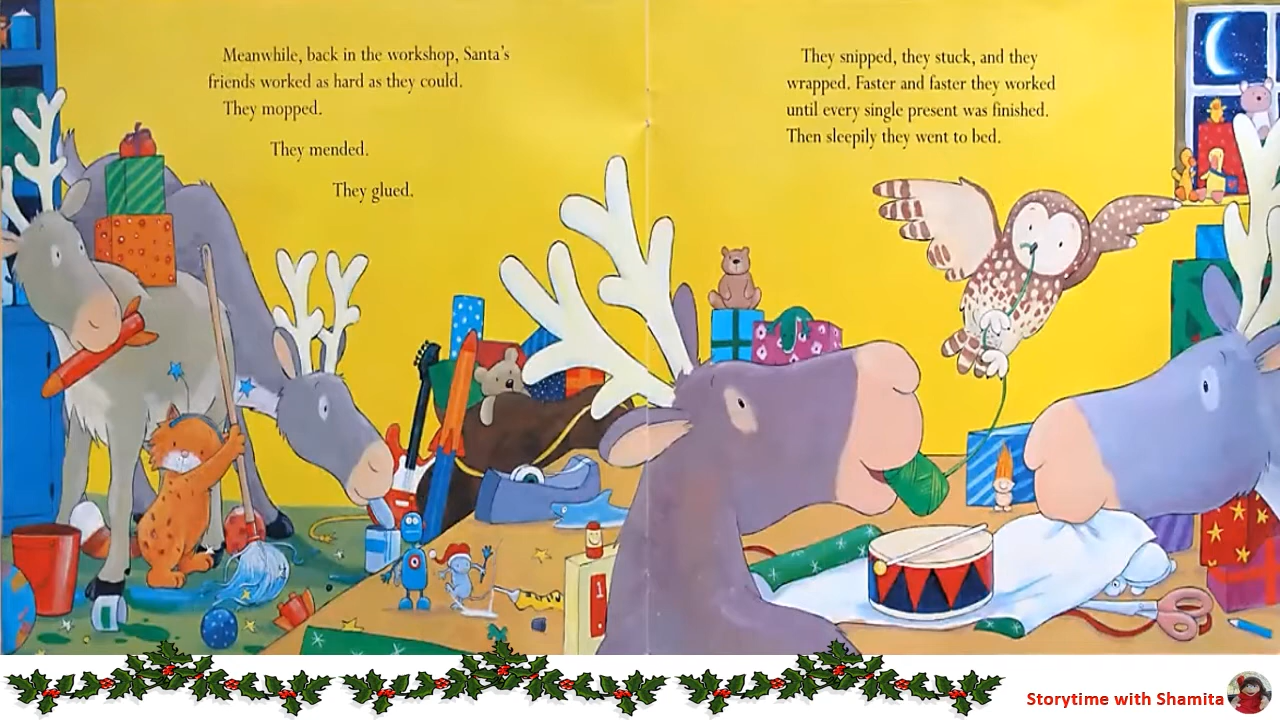 Meanwhile, back in the workshop, Santa's
friends worked as hard as they could.
They mopped.
They mended.
They glued.
They snipped, they stuck, and they
wrapped. Faster and faster they worked
until every single present was finished.
Then sleepily they went to bed.
1
Storytime with Shamita